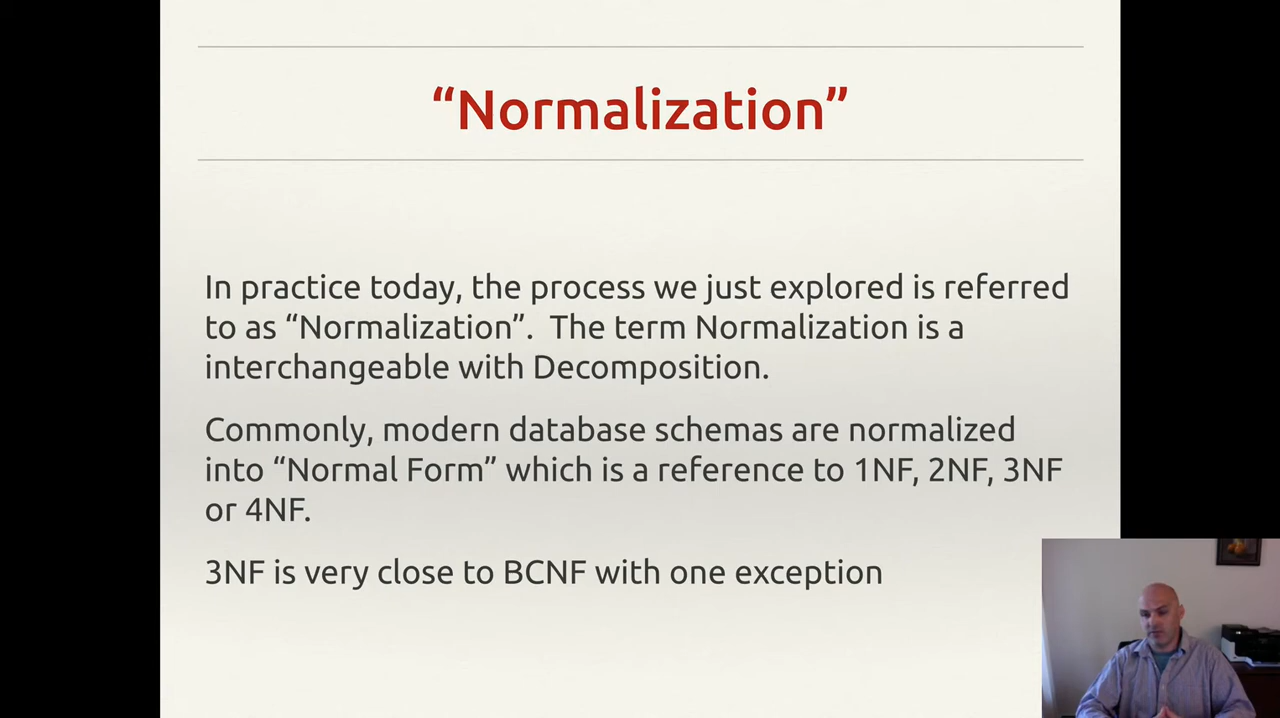 “Normalization”
In practice today, the process we just explored is referred
to as “Normalization”.  The term Normalization is a
interchangeable with Decomposition.
Commonly, modern database schemas are normalized
into “Normal Form” which is a reference to 1NF, 2NF, 3NF
or 4NF.
3NF is very close to BCNF with one exception